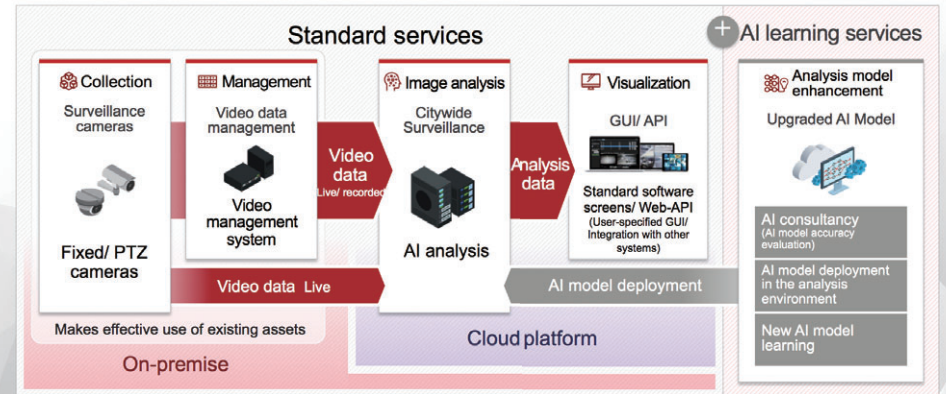 Standard services
+
AI learning services
Collection
Surveillance
cameras
Fixed/ PTZ
cameras
Management
Video data
management
Video
management
system
Makes effective use of existing assets
Video
data
Live/ recorded
Video data Live
Image analysis
Citywide
Surveillance
AI analysis
Analysis
data
Visualization
GUI/ API
Standard software
screens/ Web-API
(User-specified GUI/
Integration with other
systems)
AI model deployment
Analysis model
enhancement
Upgraded AI Model
AI consultancy
(AI model accuracy
evaluation)
AI model deployment
in the analysis
environment
New AI model
learning
On-premise
Cloud platform